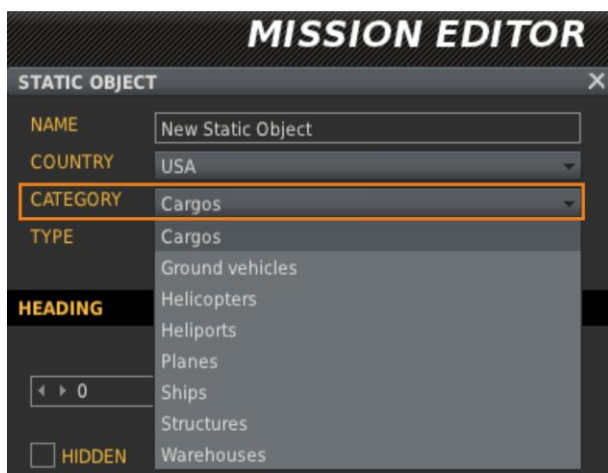 MISSION EDITOR
STATIC OBJECT X
NAME New Static Object
COUNTRY USA
CATEGORY Cargos
TYPE Cargos
Ground vehicles
HEADING Helicopters
Heliports
Planes
0 Ships
Structures
HIDDEN Warehouses